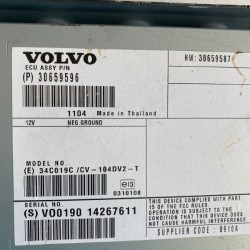 VOLVO
HW: 30659587
ECU ASSY P/N
(P) 30659596
1104 Made in Thailand
12V NEG.GROUND
MODEL NO.
(E) 34C019C /CV-104DV2-T
e13
0310108
SERIAL NO.
(S) V00190 14267611
THIS DEVICE COMPLIES WITH PART
15 OF THE FCC RULES.
OPERATION IS SUBJECT TO THE
CONDITION THAT THIS DEVICE DOES NOT
CAUSE HARMFUL INTERFERENCE
SUPPLIER CODE: